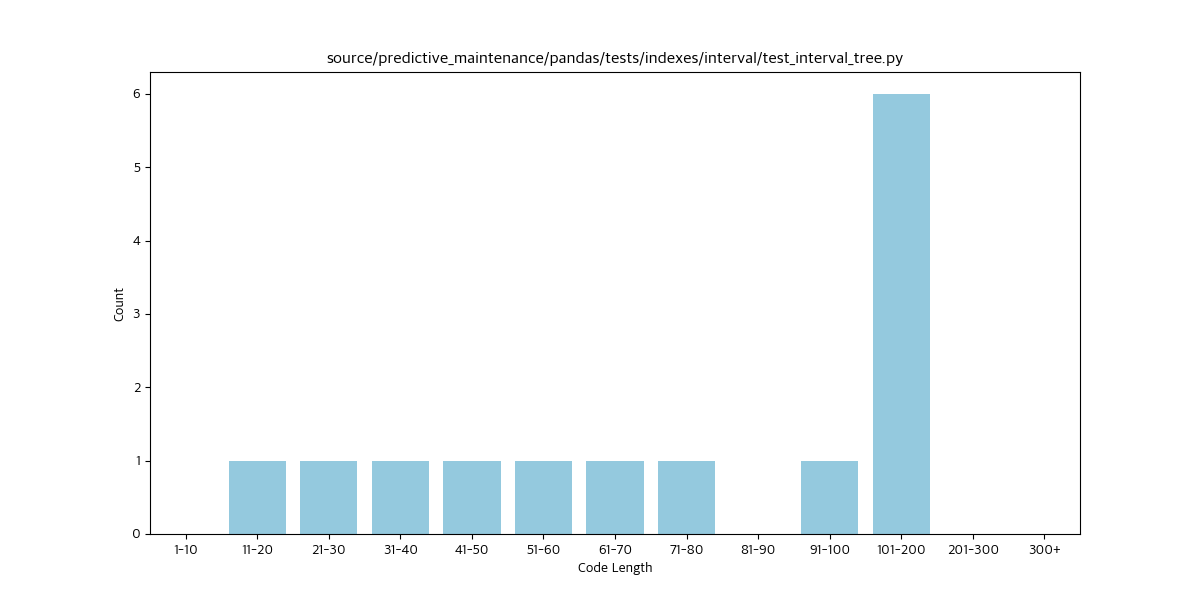 source/predictive_maintenance/pandas/tests/indexes/interval/test_interval_tree.py
6
5
4
3
2
1
0
Count
1-10 11-20 21-30 31-40 41-50 51-60 61-70 71-80 81-90 91-100 101-200 201-300 300+
Code Length